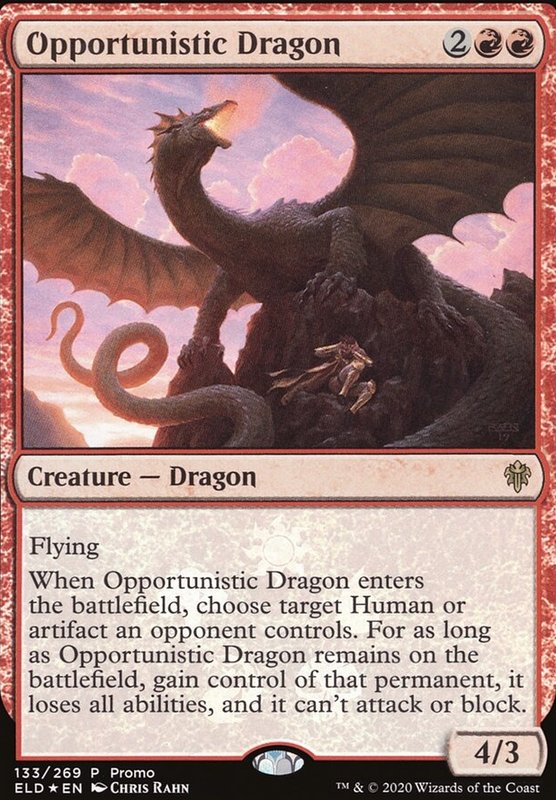 Opportunistic Dragon 2
Creature — Dragon
Flying
When Opportunistic Dragon enters
the battlefield, choose target Human or
artifact an opponent controls. For as long
as Opportunistic Dragon remains on the
battlefield, gain control of that permanent, it
loses all abilities, and it can't attack or block.
4/3
133/269 P Promo
ELD ★ EN Chris Rahn
™ & © 2020 Wizards of the Coast